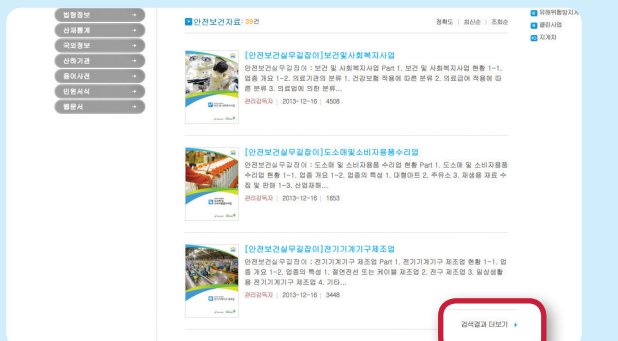 법령정보
산재통계
국외정보
산하기관
용어사전
민원서식
웹문서
안전보건자료: 39건
정확도 | 최신순 | 조회순
유해위험방지
9 클린사업
10 지게차
[안전보건실무길잡이]보건및사회복지사업
안전보건실무길잡이 : 보건 및 사회복지사업 Part 1. 보건 및 사회복지사업 현황 1-1.
업종 개요 1-2. 의료기관의 분류 1. 건강보험 적용에 따른 분류 2. 의료급여 적용에 따
른 분류 3. 의료법에 의한 분류...
관리감독자 | 2013-12-16 | 4508
[안전보건실무길잡이]도소매및소비자용품수리업
안전보건실무길잡이 : 도소매 및 소비자용품 수리업 현황 Part 1. 도소매 및 소비자용품
수리업 현황 1-1. 업종 개요 1-2. 업종의 특성 1. 대형마트 2. 주유소 3. 재생용 재료 수
집 및 판매 1-3. 산업재해...
관리감독자 | 2013-12-16 | 1653
[안전보건실무길잡이]전기기계기구제조업
안전보건실무길잡이 : 전기기계기구 제조업 Part 1. 전기기계기구 제조업 현황 1-1. 업
종 개요 1-2. 업종의 특성 1. 절연전선 또는 케이블 제조업 2. 전구 제조업 3. 일상생활
용 전기기계기구 제조업 4. 기타...
관리감독자 | 2013-12-16 | 3448
검색결과 더보기